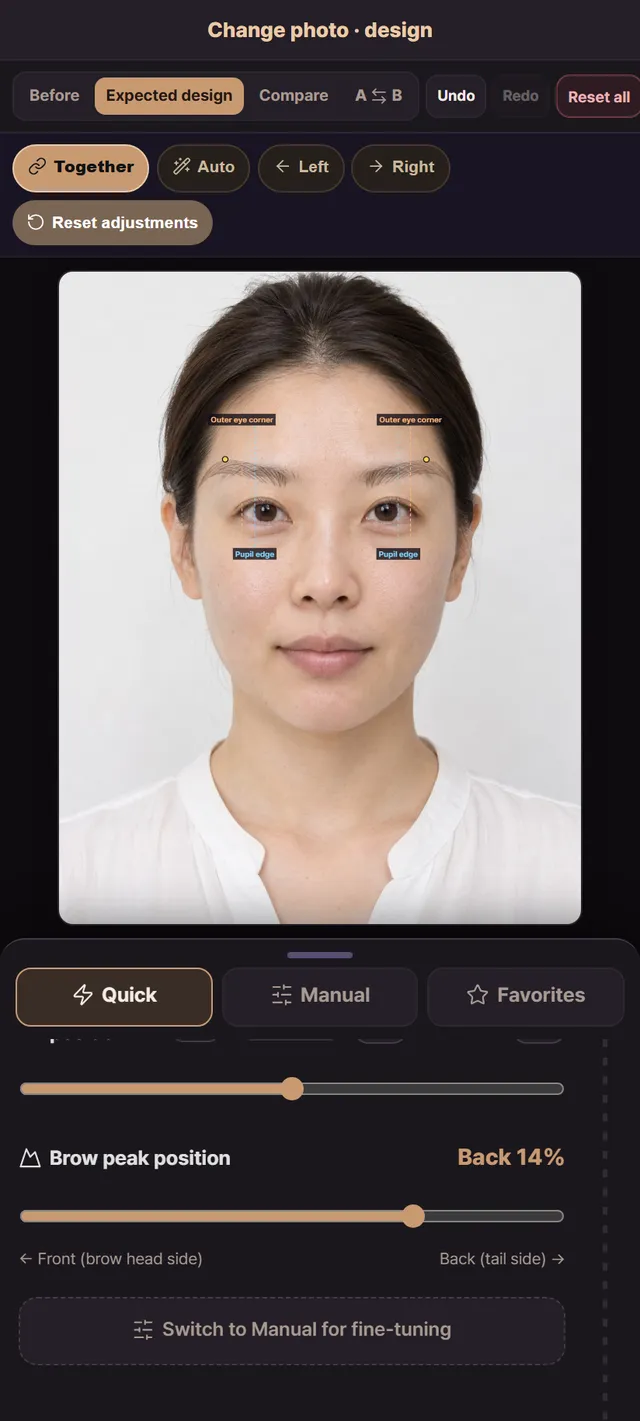 Change photo · design
Before Expected design Compare A ⇆ B Undo Redo Reset all
Together Auto ← Left → Right
Reset adjustments
Outer eye corner Outer eye corner
Pupil edge Pupil edge
Quick Manual Favorites
Brow peak position Back 14%
← Front (brow head side) Back (tail side) →
Switch to Manual for fine-tuning